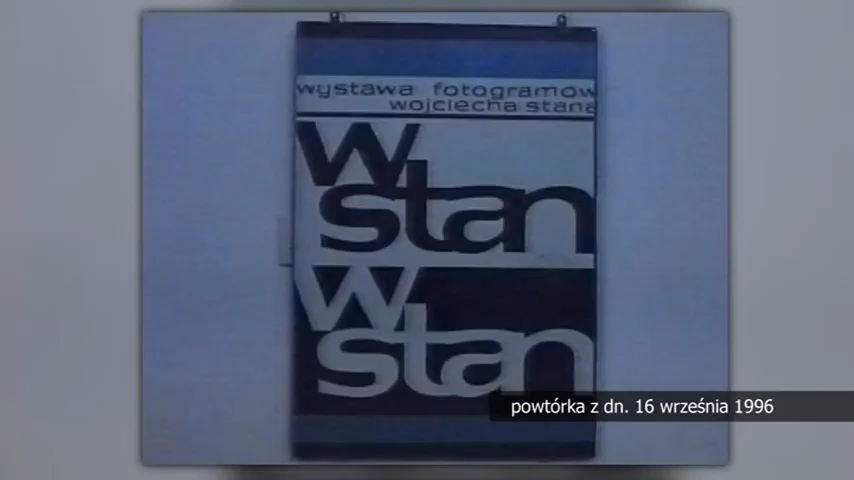 wystawa fotogramów
wojciecha stana
w
stan
w
stan
powtórka z dn. 16 września 1996